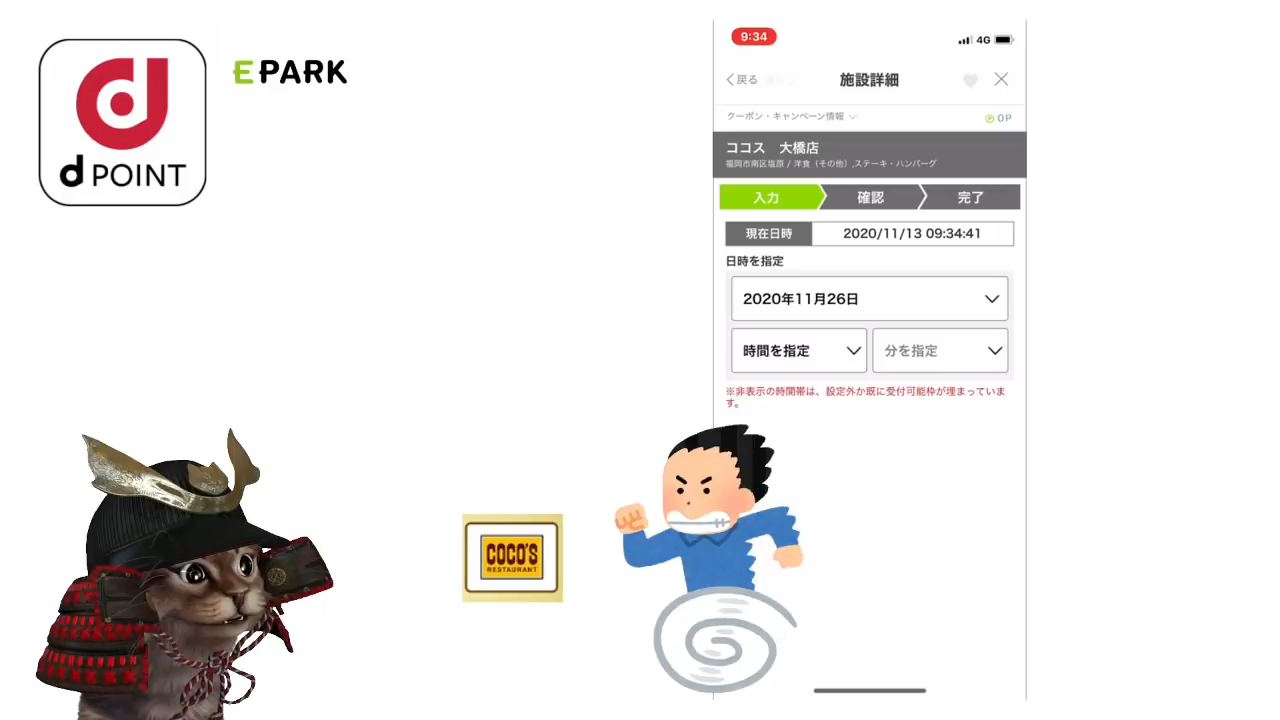 d POINT
EPARK
9:34
4G
戻る
施設詳細
クーポン・キャンペーン情報
0P
ココス 大橋店
福岡市南区塩原 / 洋食（その他）,ステーキ・ハンバーグ
入力
確認
完了
現在日時
2020/11/13 09:34:41
日時を指定
2020年11月26日
時間を指定
分を指定
※非表示の時間帯は、設定外か既に受付可能枠が埋まっていま
す。
COCO'S
RESTAURANT